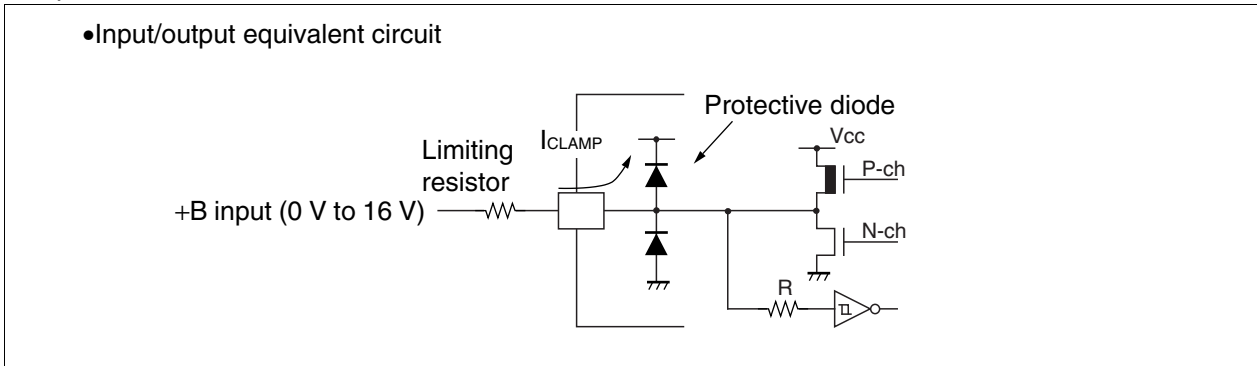 •Input/output equivalent circuit
Protective diode
ICLAMP
Vcc
Limiting
resistor
P-ch
+B input (0 V to 16 V)
N-ch
R